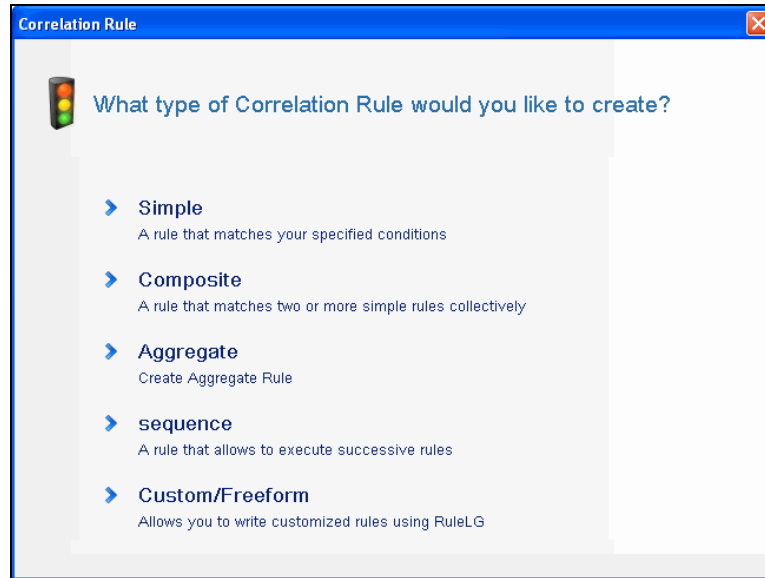 Correlation Rule
What type of Correlation Rule would you like to create?
Simple
A rule that matches your specified conditions
Composite
A rule that matches two or more simple rules collectively
Aggregate
Create Aggregate Rule
sequence
A rule that allows to execute successive rules
Custom/Freeform
Allows you to write customized rules using RuleLG